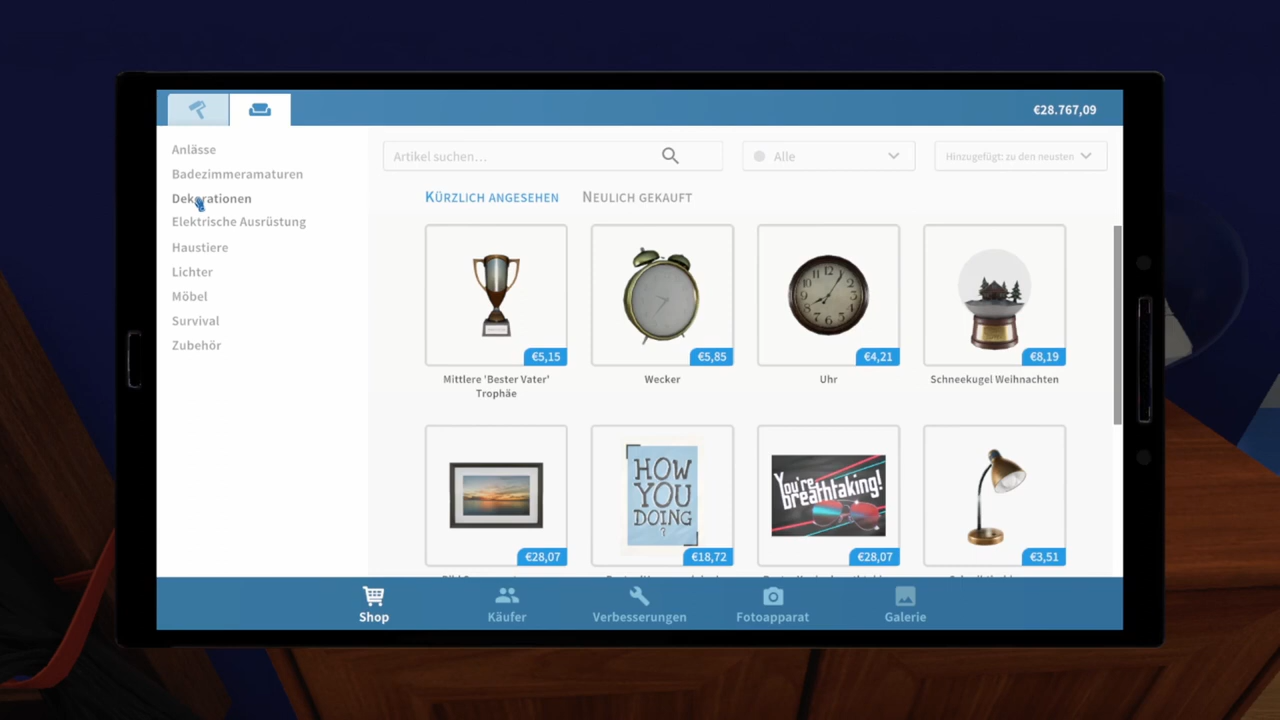 €28.767,09
Anlässe
Badezimmeramaturen
Dekorationen
Elektrische Ausrüstung
Haustiere
Lichter
Möbel
Survival
Zubehör
Artikel suchen...
Alle
Hinzugefügt: zu den neusten
KÜRZLICH ANGESEHEN
NEULICH GEKAUFT
€5,15
€5,85
€4,21
€8,19
Mittlere 'Bester Vater'
Trophäe
Wecker
Uhr
Schneekugel Weihnachten
HOW
YOU
DOING
?
You're
breathtaking!
€28,07
€18,72
€28,07
€3,51
Shop
Käufer
Verbesserungen
Fotoapparat
Galerie